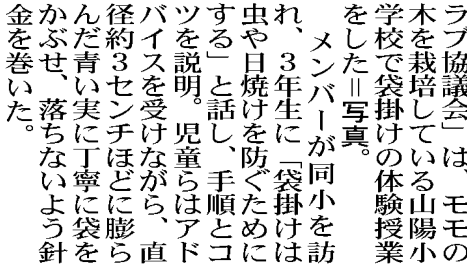 ラブ協議会」は、モモの
木を栽培している山陽小
学校で袋掛けの体験授業
をした＝写真。
　メンバーが同小を訪
れ、３年生に「袋掛けは
虫や日焼けを防ぐために
する」と話し、手順とコ
ツを説明。児童らはアド
バイスを受けながら、直
径約３センチほどに膨ら
んだ青い実に丁寧に袋を
かぶせ、落ちないよう針
金を巻いた。